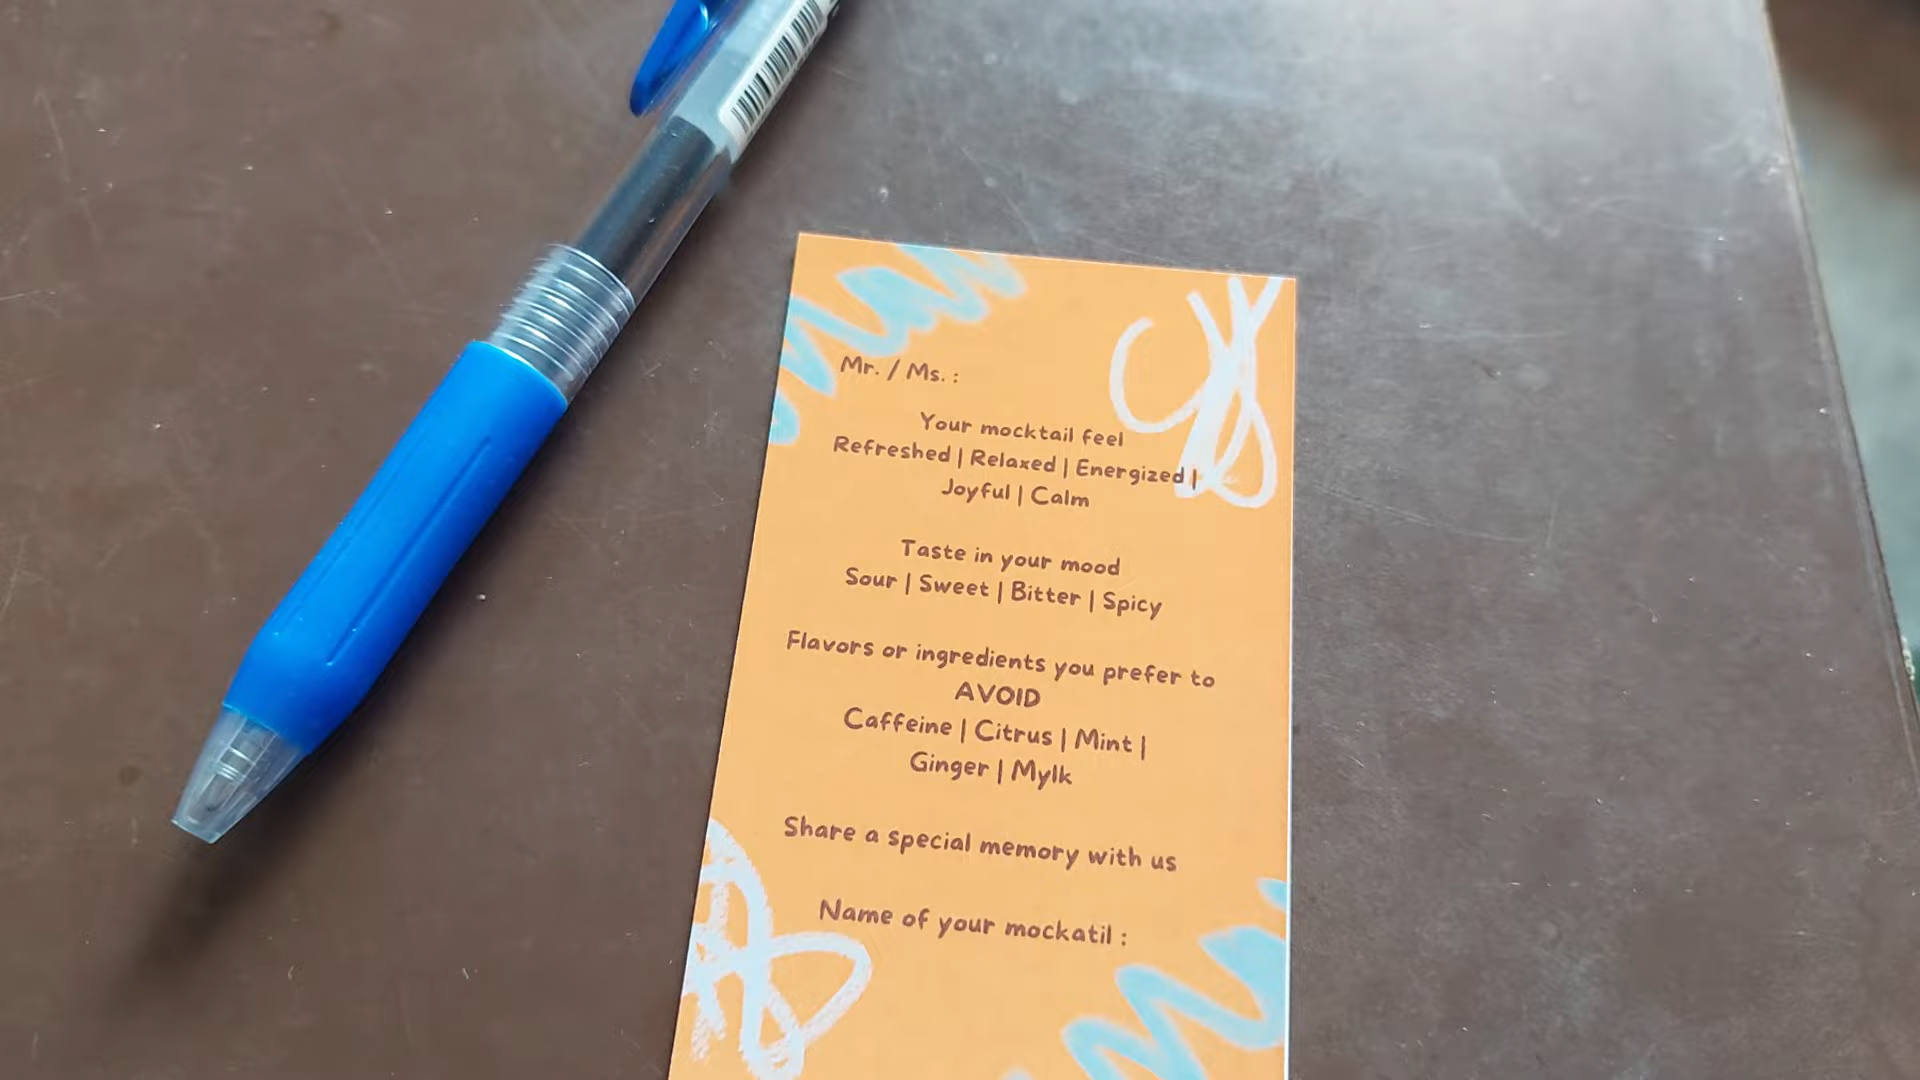 Mr. / Ms. :
Your mocktail feel
Refreshed | Relaxed | Energized |
Joyful | Calm
Taste in your mood
Sour | Sweet | Bitter | Spicy
Flavors or ingredients you prefer to
AVOID
Caffeine | Citrus | Mint |
Ginger | Mylk
Share a special memory with us
Name of your mockatil :